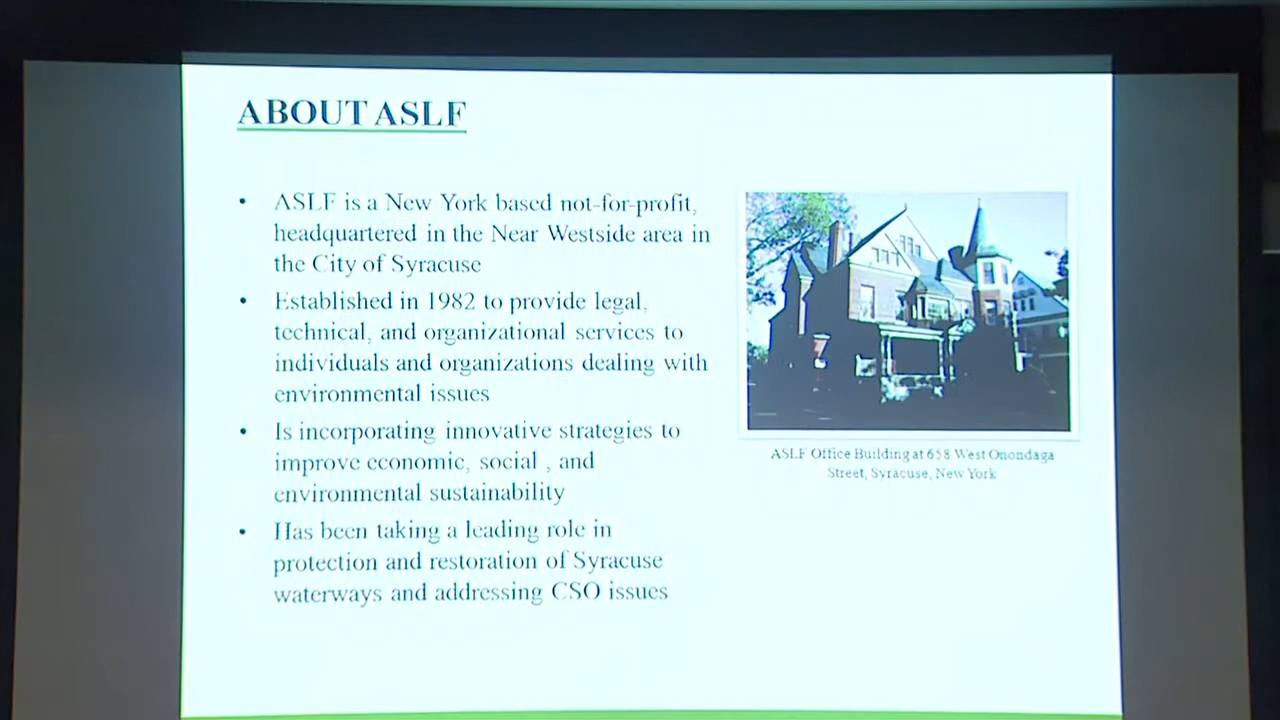 ABOUT ASLF
• ASLF is a New York based not-for-profit,
headquartered in the Near Westside area in
the City of Syracuse
• Established in 1982 to provide legal,
technical, and organizational services to
individuals and organizations dealing with
environmental issues
• Is incorporating innovative strategies to
improve economic, social , and
environmental sustainability
• Has been taking a leading role in
protection and restoration of Syracuse
waterways and addressing CSO issues
ASLF Office Building at 658 West Onondaga
Street, Syracuse, New York